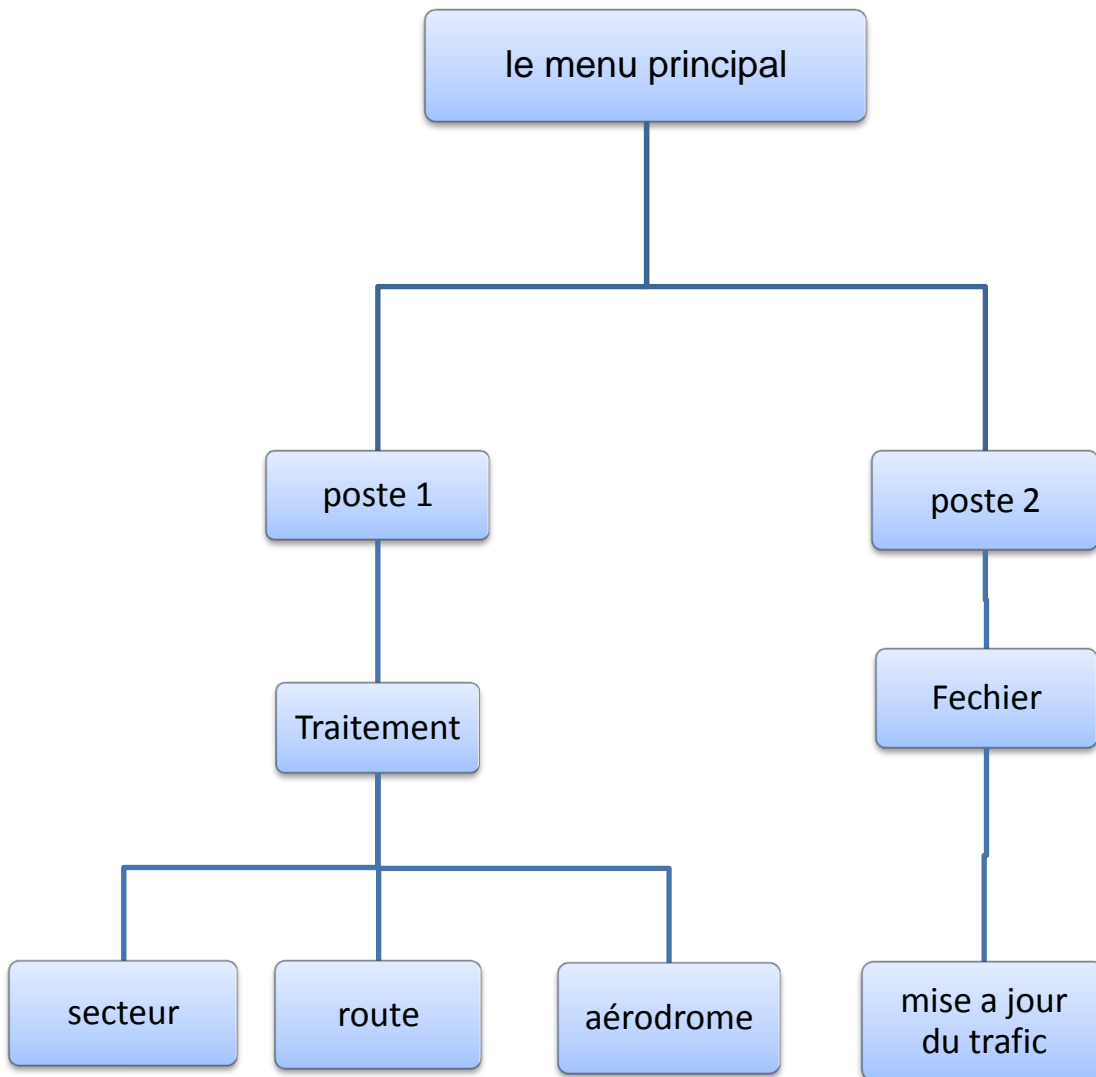 le menu principal
poste 1
poste 2
Traitement
Fechier
secteur
route
aérodrome
mise a jour
du trafic